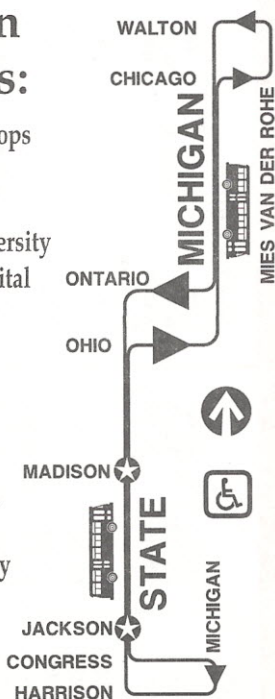 n
s:
ops
ersity
ital
y
WALTON
CHICAGO
MICHIGAN
MIES VAN DER ROHE
ONTARIO
OHIO
MADISON
STATE
JACKSON
MICHIGAN
CONGRESS
HARRISON